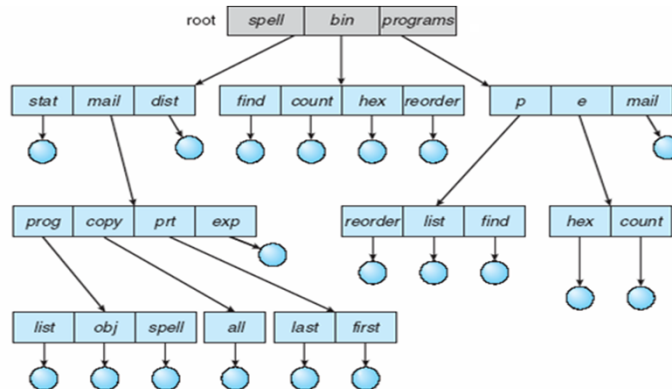 root spell bin programs
stat mail dist find count hex reorder p e mail
prog copy prt exp reorder list find hex count
list obj spell all last first